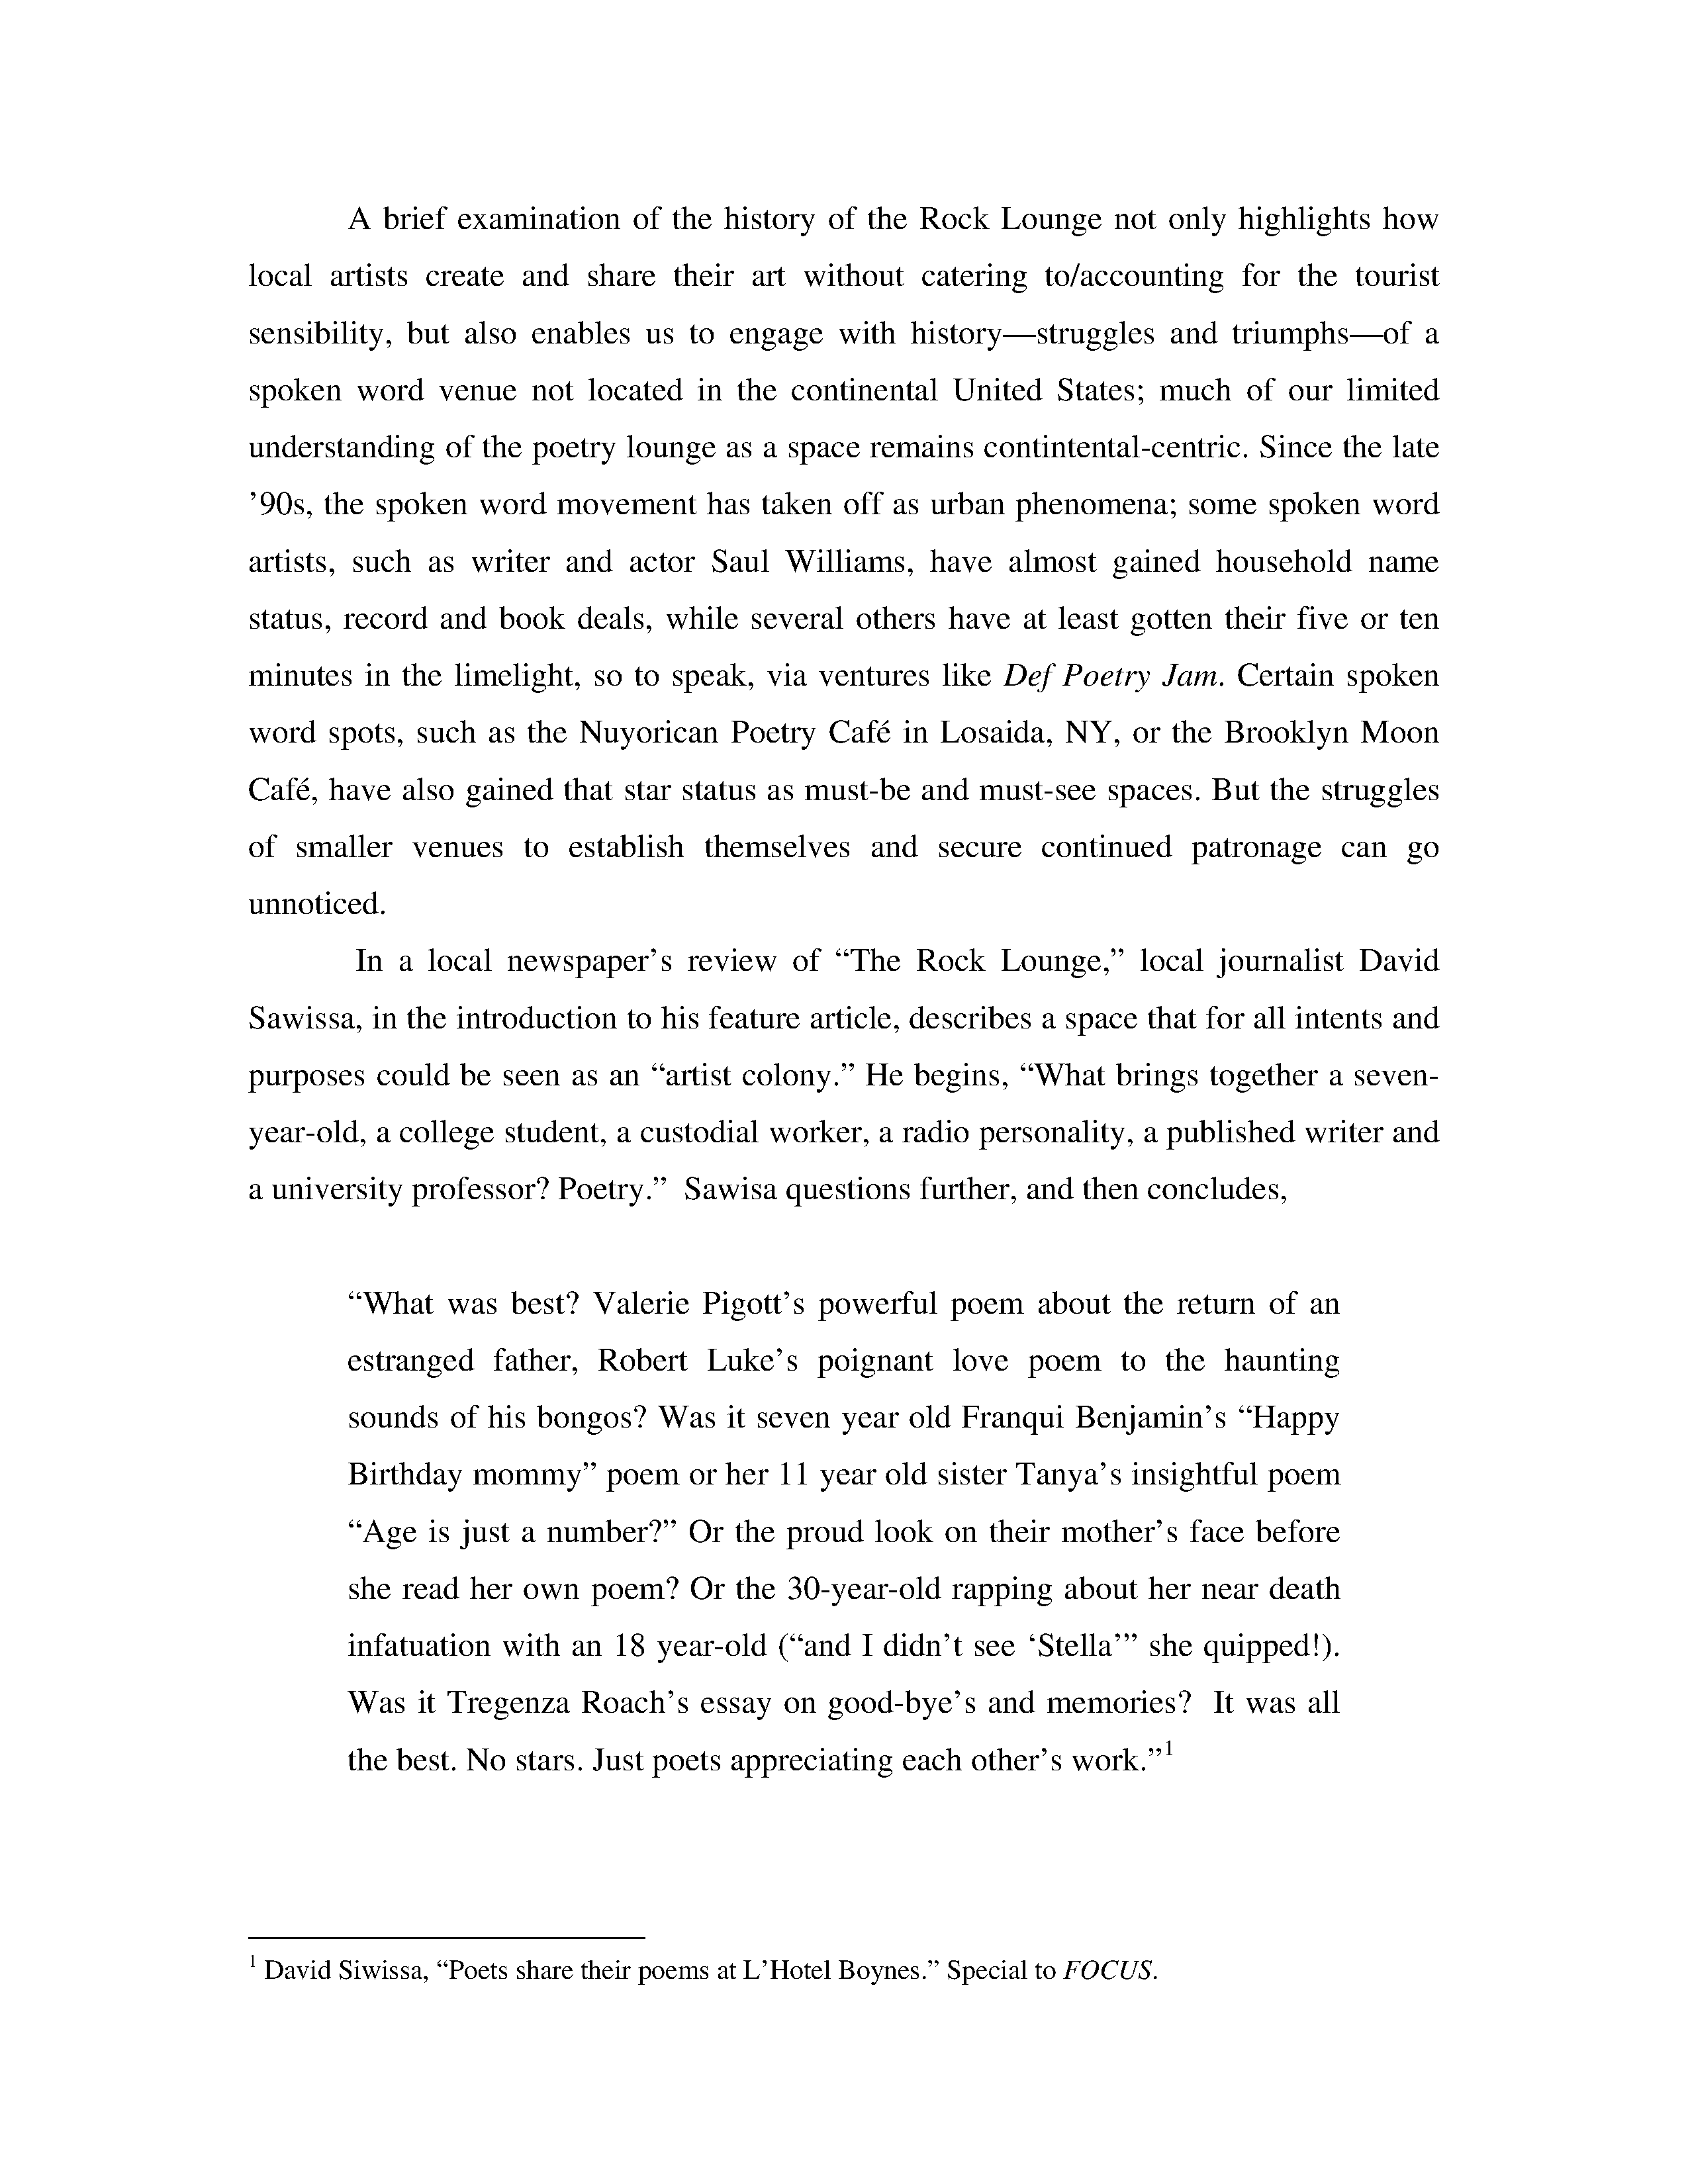 A brief examination of the history of the Rock Lounge not only highlights how
local artists create and share their art without catering to/accounting for the tourist
sensibility, but also enables us to engage with history—struggles and triumphs—of a
spoken word venue not located in the continental United States; much of our limited
understanding of the poetry lounge as a space remains contintental-centric. Since the late
’90s, the spoken word movement has taken off as urban phenomena; some spoken word
artists, such as writer and actor Saul Williams, have almost gained household name
status, record and book deals, while several others have at least gotten their five or ten
minutes in the limelight, so to speak, via ventures like Def Poetry Jam. Certain spoken
word spots, such as the Nuyorican Poetry Café in Losaida, NY, or the Brooklyn Moon
Café, have also gained that star status as must-be and must-see spaces. But the struggles
of smaller venues to establish themselves and secure continued patronage can go
unnoticed.
In a local newspaper’s review of “The Rock Lounge,” local journalist David
Sawissa, in the introduction to his feature article, describes a space that for all intents and
purposes could be seen as an “artist colony.” He begins, “What brings together a seven-
year-old, a college student, a custodial worker, a radio personality, a published writer and
a university professor? Poetry.”  Sawisa questions further, and then concludes,
“What was best? Valerie Pigott’s powerful poem about the return of an
estranged father, Robert Luke’s poignant love poem to the haunting
sounds of his bongos? Was it seven year old Franqui Benjamin’s “Happy
Birthday mommy” poem or her 11 year old sister Tanya’s insightful poem
“Age is just a number?” Or the proud look on their mother’s face before
she read her own poem? Or the 30-year-old rapping about her near death
infatuation with an 18 year-old (“and I didn’t see ‘Stella’” she quipped!).
Was it Tregenza Roach’s essay on good-bye’s and memories?  It was all
the best. No stars. Just poets appreciating each other’s work.”1
1 David Siwissa, “Poets share their poems at L’Hotel Boynes.” Special to FOCUS.